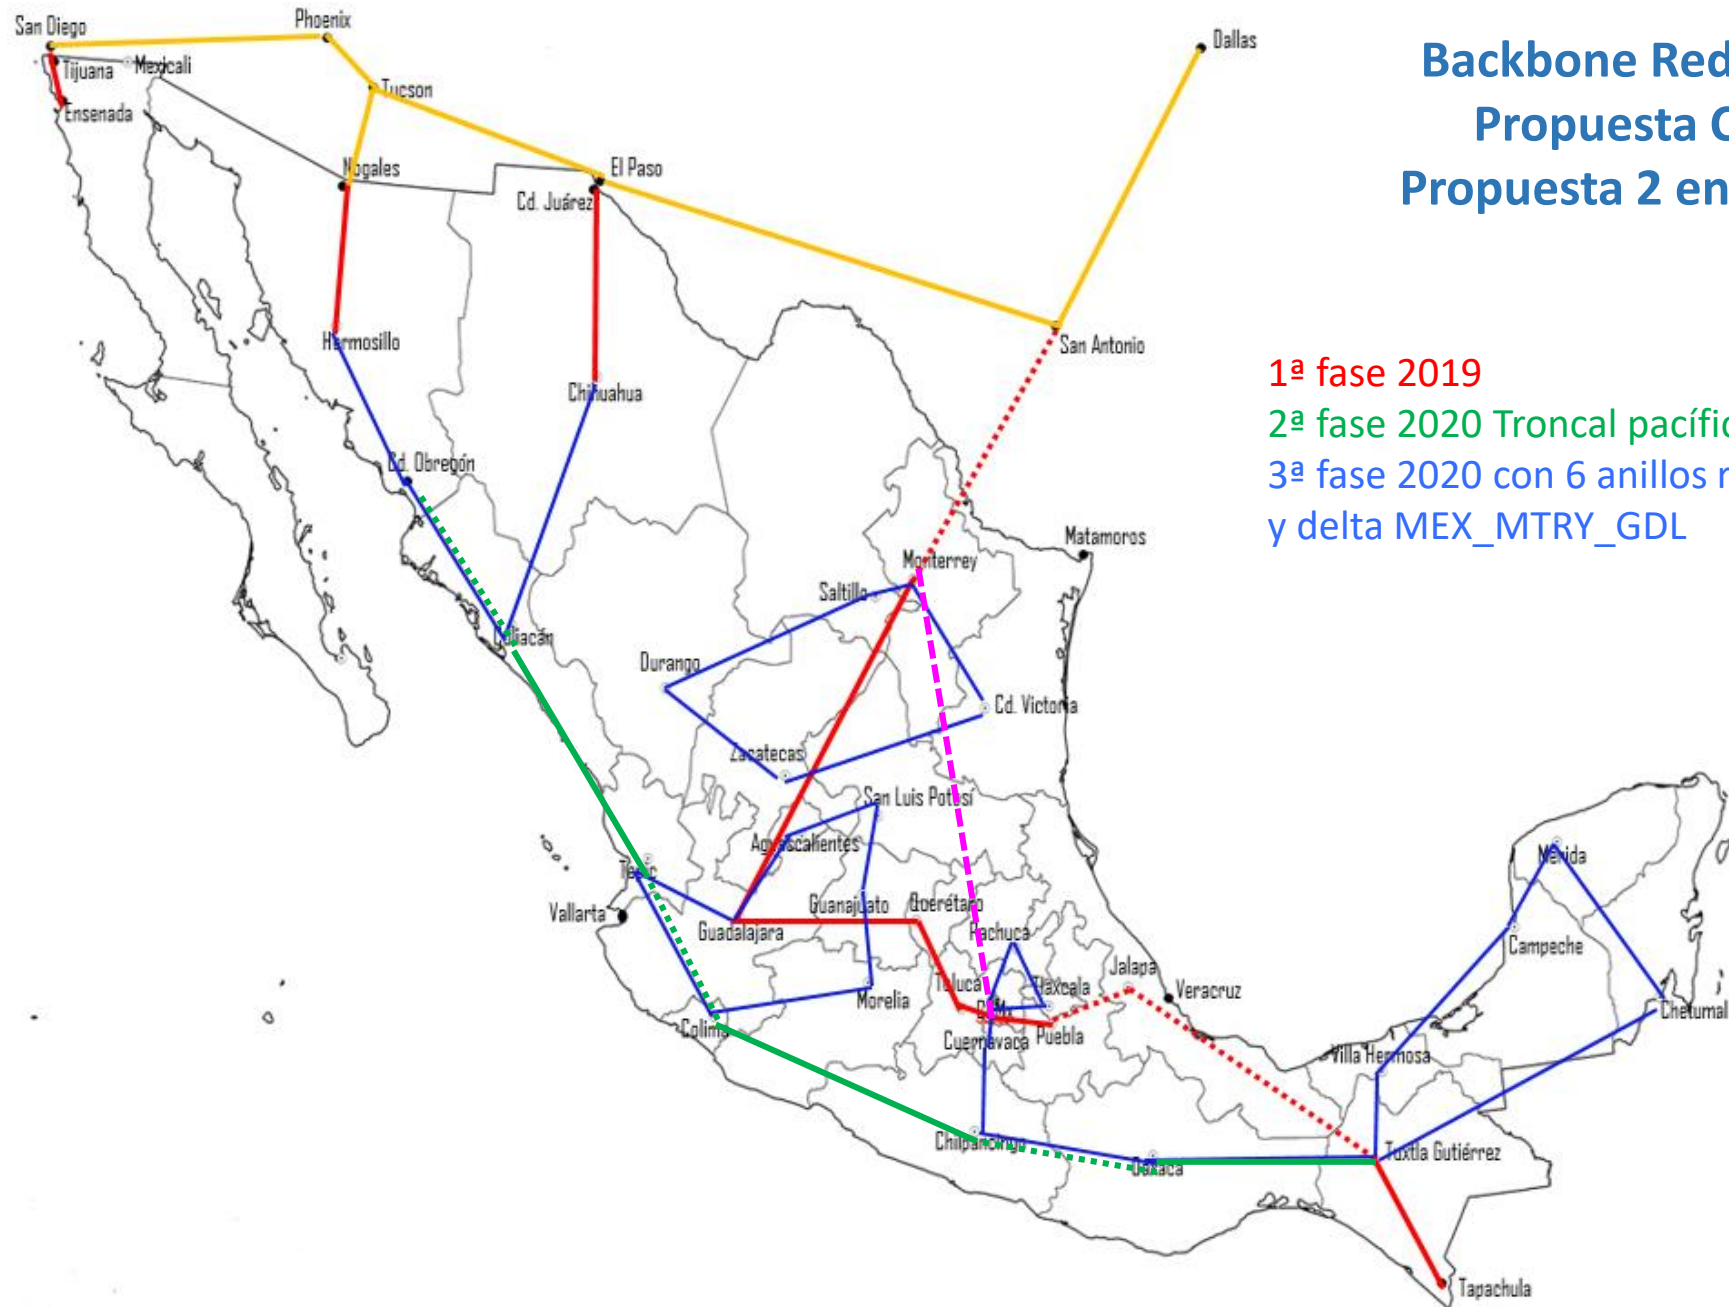 San Diego
Phoenix
Dallas
Backbone Red
Tijuana
Mexicali
Tucson
Ensenada
Propuesta
Nogales
El Paso
Propuesta 2 en
Cd. Juárez
Hermosillo
San Antonio
1ª fase 2019
Chihuahua
2ª fase 2020 Troncal pacífic
Cd. Obregón
3ª fase 2020 con 6 anillos
y delta MEX_MTRY_GDL
Matamoros
Monterrey
Saltillo
Culiacán
Durango
Cd. Victoria
Zacatecas
San Luis Potosí
Aguascalientes
Mérida
Tepic
Vallarta
Guanajuato
Querétaro
Guadalajara
Pachuca
Campeche
Jalapa
Toluca
Tlaxcala
Morelia
Veracruz
Chetumal
Colima
CDMX
Cuernavaca
Puebla
Villa Hermosa
Chilpancingo
Oaxaca
Tuxtla Gutiérrez
Tapachula